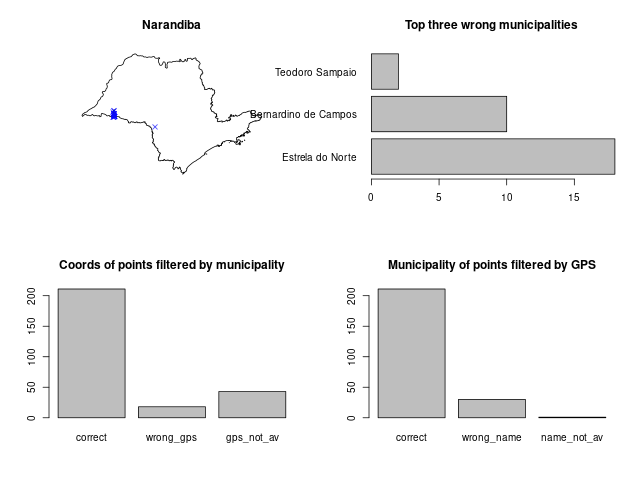 Narandiba
Top three wrong municipalities
Teodoro Sampaio
Bernardino de Campos
Estrela do Norte
0 5 10 15
Coords of points filtered by municipality
200
150
100
50
0
correct wrong_gps gps_not_av
Municipality of points filtered by GPS
200
150
100
50
0
correct wrong_name name_not_av